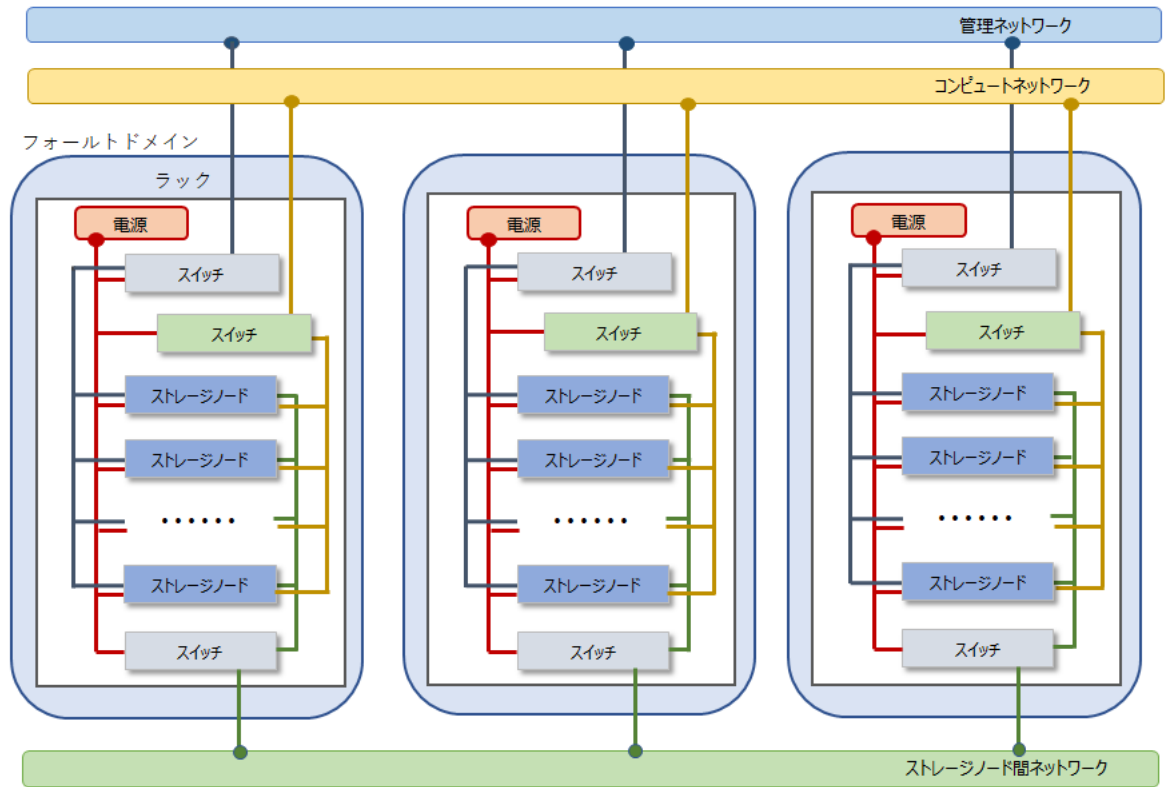 管理ネットワーク
コンピュートネットワーク
フォールトドメイン
ラック
電源
スイッチ
スイッチ
ストレージノード
ストレージノード
・・・・・・
ストレージノード
スイッチ
電源
スイッチ
スイッチ
ストレージノード
ストレージノード
・・・・・・
ストレージノード
スイッチ
電源
スイッチ
スイッチ
ストレージノード
ストレージノード
・・・・・・
ストレージノード
スイッチ
ストレージノード間ネットワーク